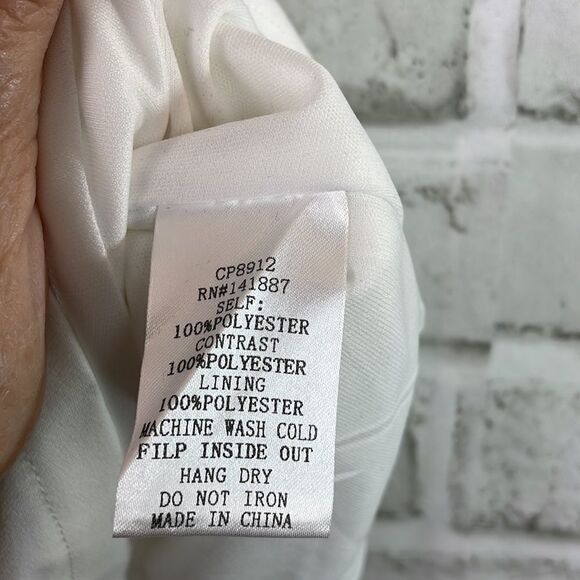 CP8912
RN#141887
SELF:
100%POLYESTER
CONTRAST
100%POLYESTER
LINING
100%POLYESTER
MACHINE WASH COLD
FILP INSIDE OUT
HANG DRY
DO NOT IRON
MADE IN CHINA